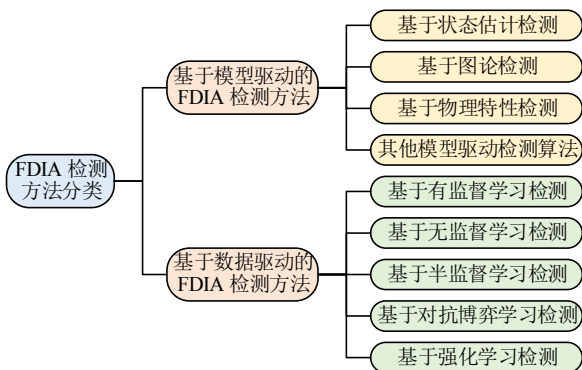 FDIA 检测
方法分类
基于模型驱动的
FDIA 检测方法
基于状态估计检测
基于图论检测
基于物理特性检测
其他模型驱动检测算法
基于数据驱动的
FDIA 检测方法
基于有监督学习检测
基于无监督学习检测
基于半监督学习检测
基于对抗博弈学习检测
基于强化学习检测